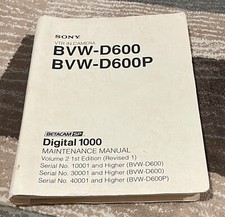 SONY
VTR IN CAMERA
BVW-D600
BVW-D600P
BETACAM SP
Digital 1000
MAINTENANCE MANUAL
Volume 2 1st Edition (Revised 1)
Serial No. 10001 and Higher (BVW-D600)
Serial No. 30001 and Higher (BVW-D600)
Serial No. 40001 and Higher (BVW-D600P)